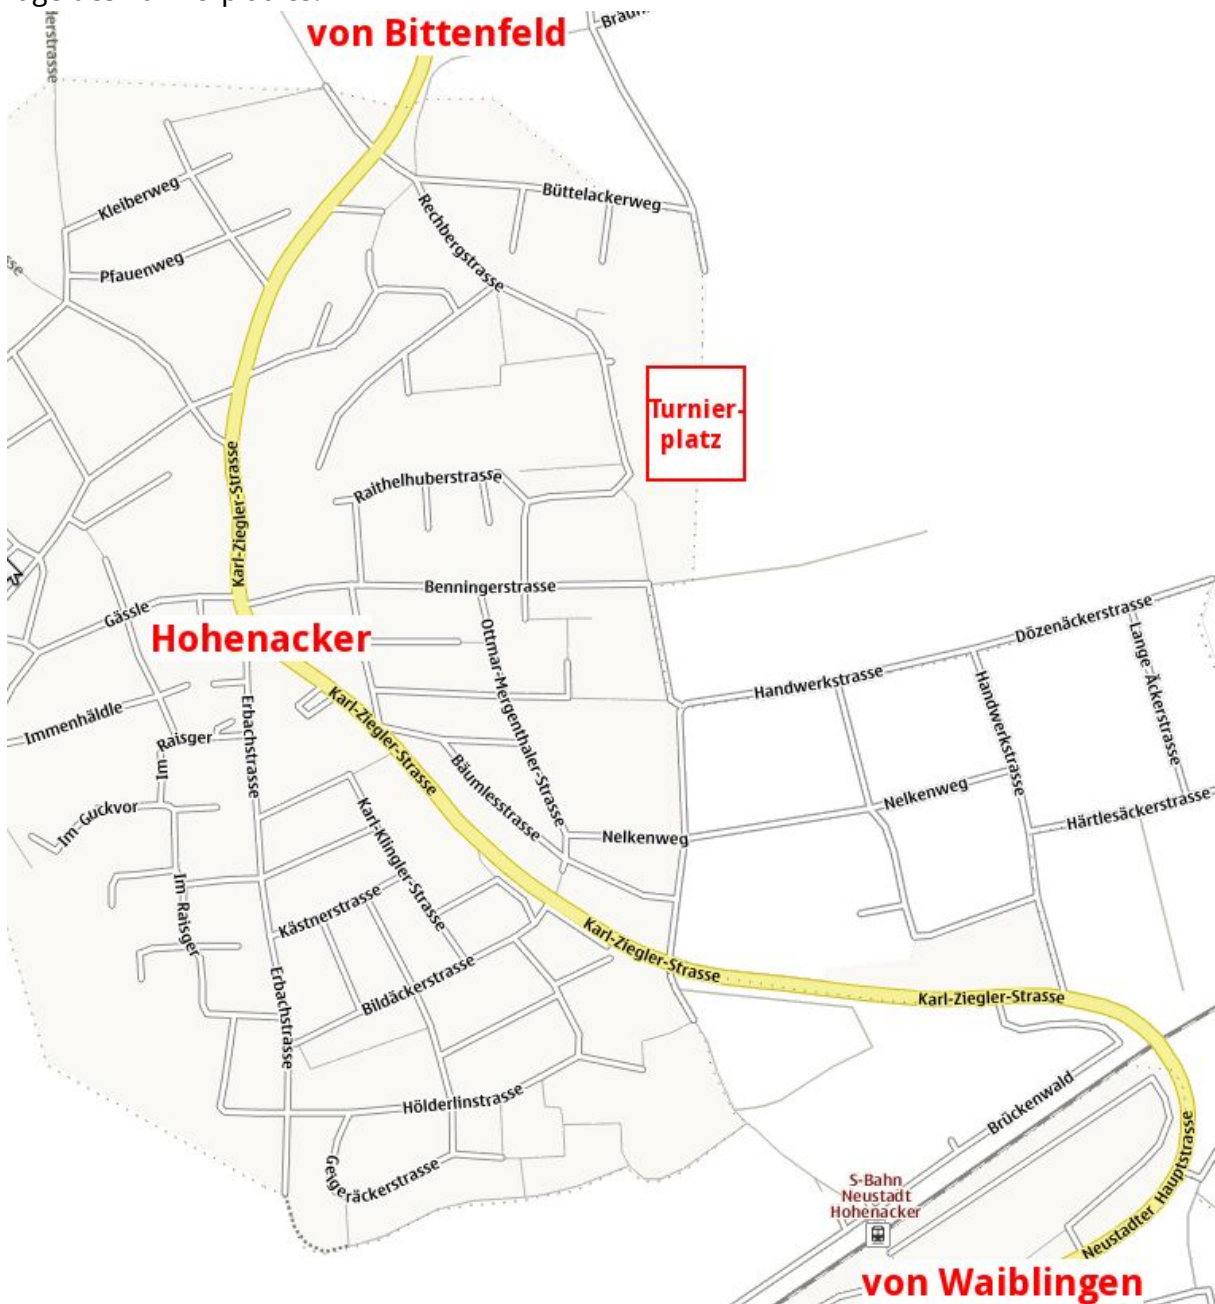 von Bittenfeld
Büttelackerweg
Kleiberweg
Rechbergstrasse
Pfauenweg
Turnier-
platz
Raithelhuberstrasse
Karl-Ziegler-Strasse
Benningerstrasse
Gässle
Hohenacker
Ottmar-Mergenthaler-Strasse
Dözenäckerstrasse
Lange-Äckerstrasse
Handwerkstrasse
Handwerkstrasse
Immenhäldle
Erbachstrasse
Karl-Ziegler-Strasse
Raisger
Im-
Bäumlesstrasse
Nelkenweg
Härtlesäckerstrasse
Im-Guckvor
Karl-Klingler-Strasse
Nelkenweg
Im-Raisger
Kästnerstrasse
Karl-Ziegler-Strasse
Bildäckerstrasse
Karl-Ziegler-Strasse
Erbachstrasse
Hölderlinstrasse
Brückenwald
Geigeräckerstrasse
S-Bahn
Neustadt
Hohenacker
Neustadter Hauptstrasse
von Waiblingen